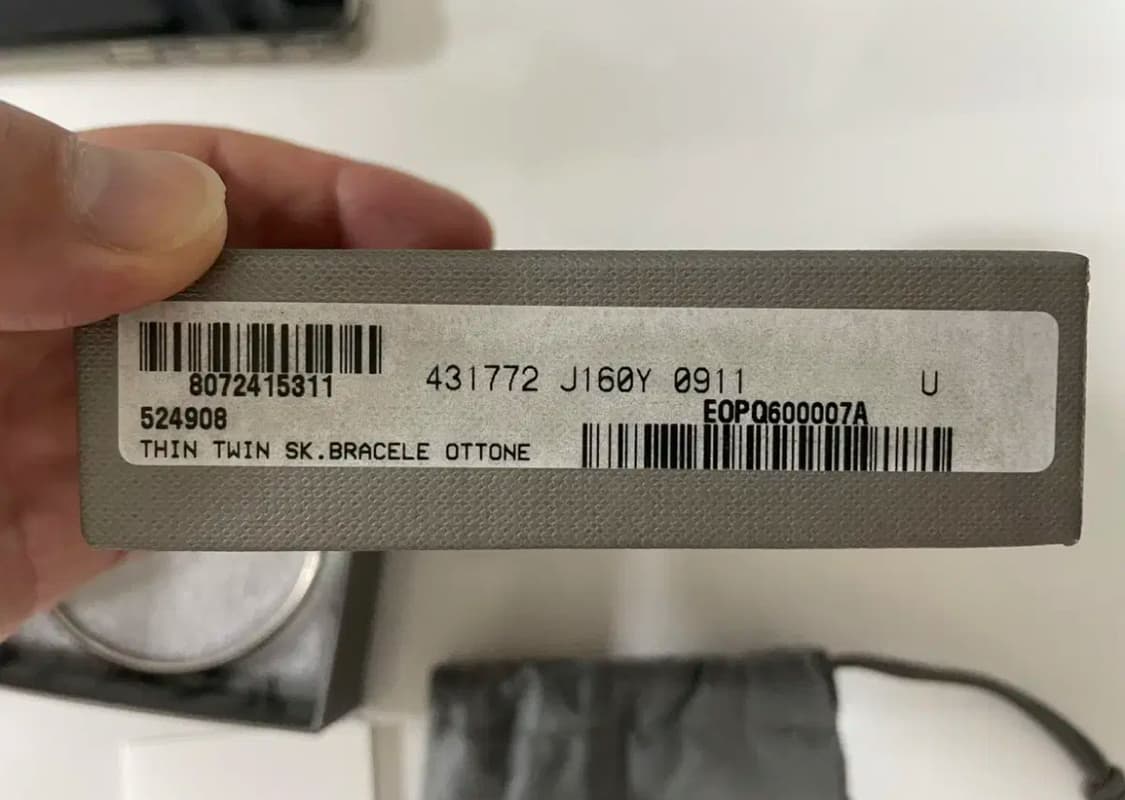 8072415311
431772 J160Y 0911 U
524908
EOPQ600007A
THIN TWIN SK.BRACELE OTTONE